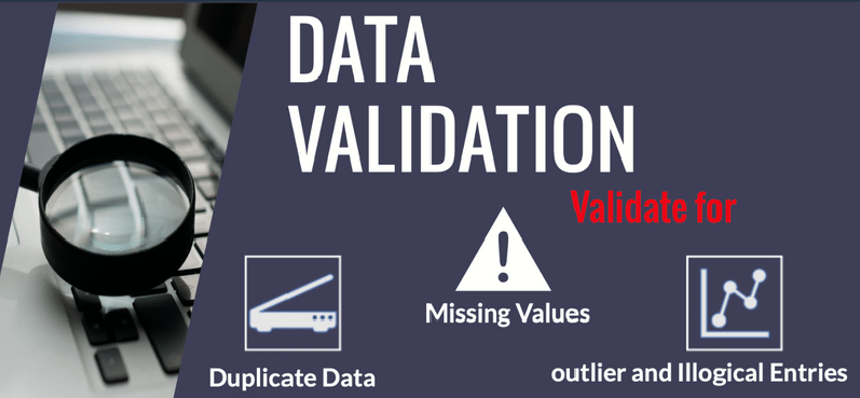 DATA
VALIDATION
Validate for
Missing Values
Duplicate Data
outlier and Illogical Entries